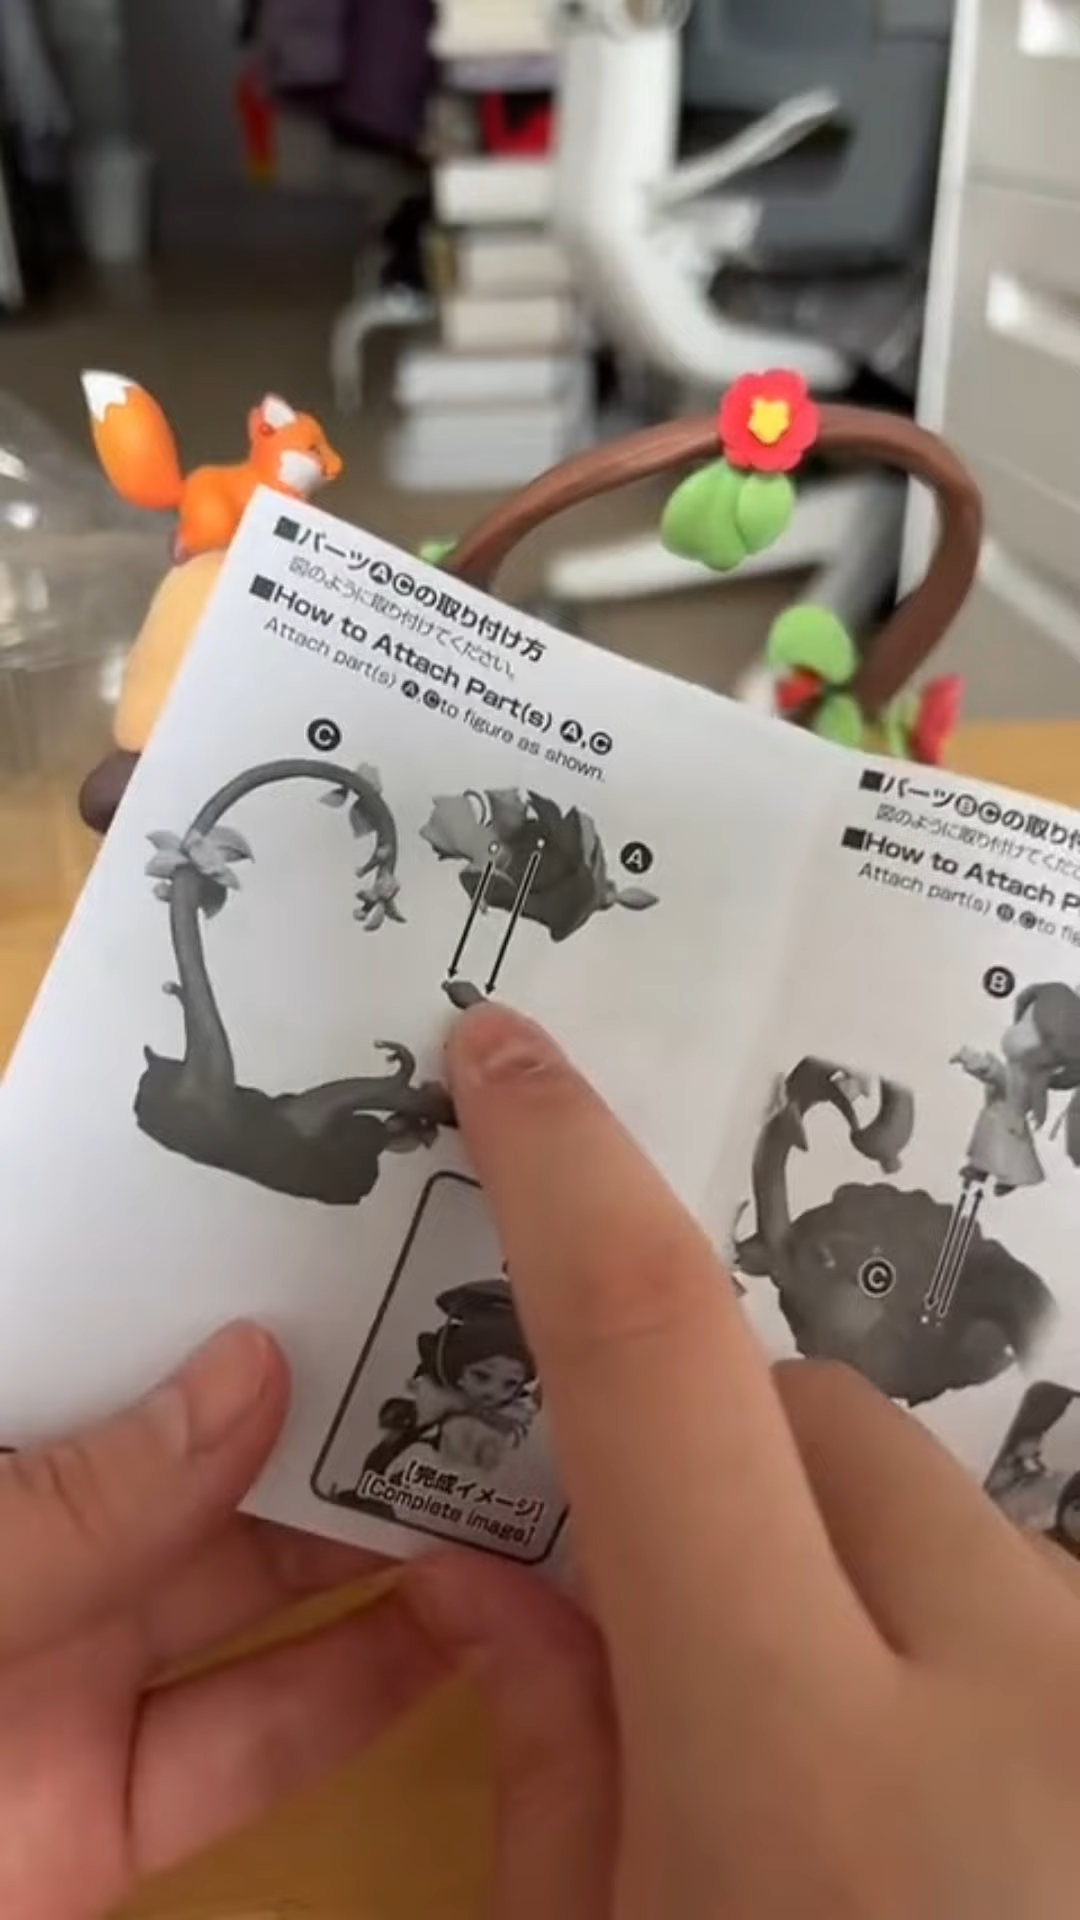 ■パーツⒶⒸの取り付け方
図のように取り付けてください。
■How to Attach Part(s) Ⓐ,Ⓒ
Attach part(s) Ⓐ,Ⓒto figure as shown.
C
A
[完成イメージ]
[Complete image]
■パーツⒷⒸの取り付
図のように取り付けてくだ
■How to Attach P
Attach part(s) Ⓑ,Ⓒto fig
B
C